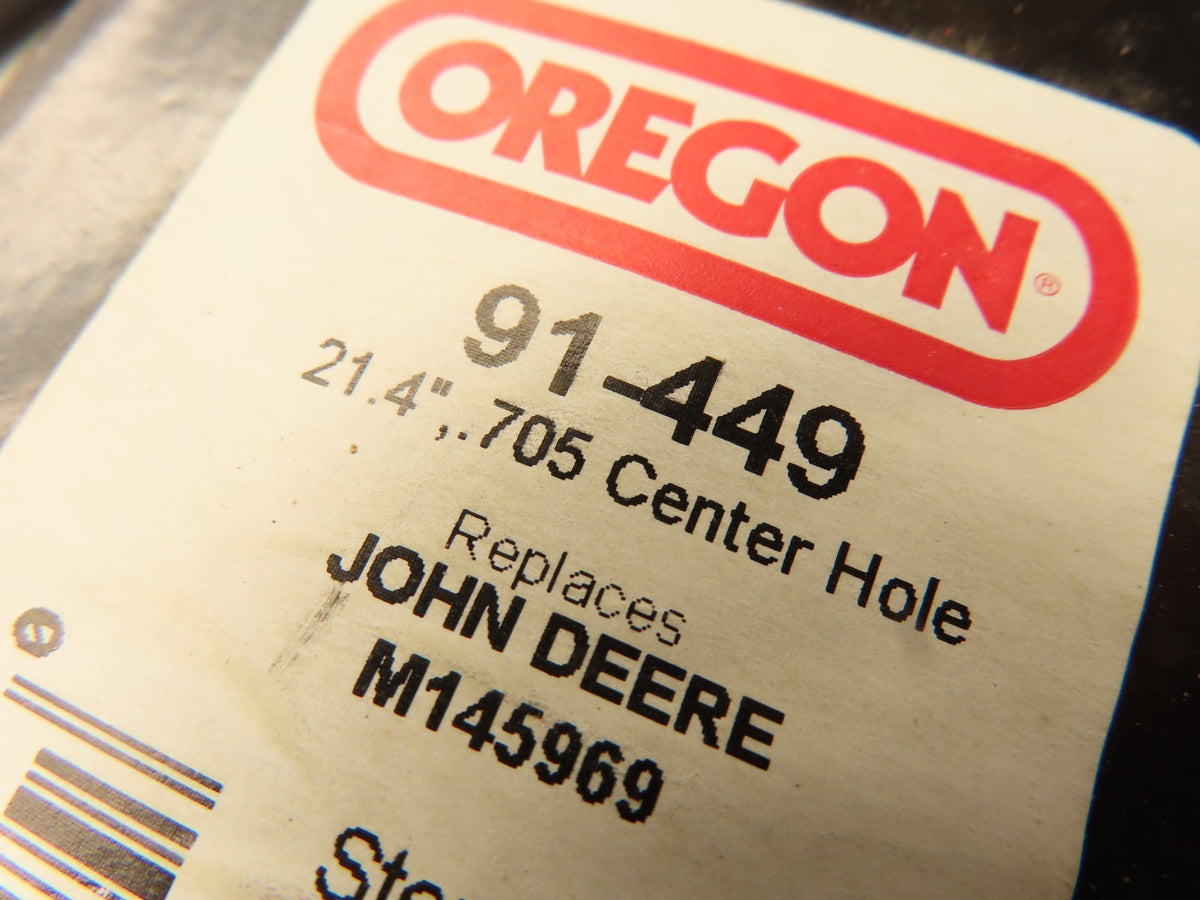 OREGON®
91-449
21.4", .705 Center Hole
Replaces
JOHN DEERE
M145969